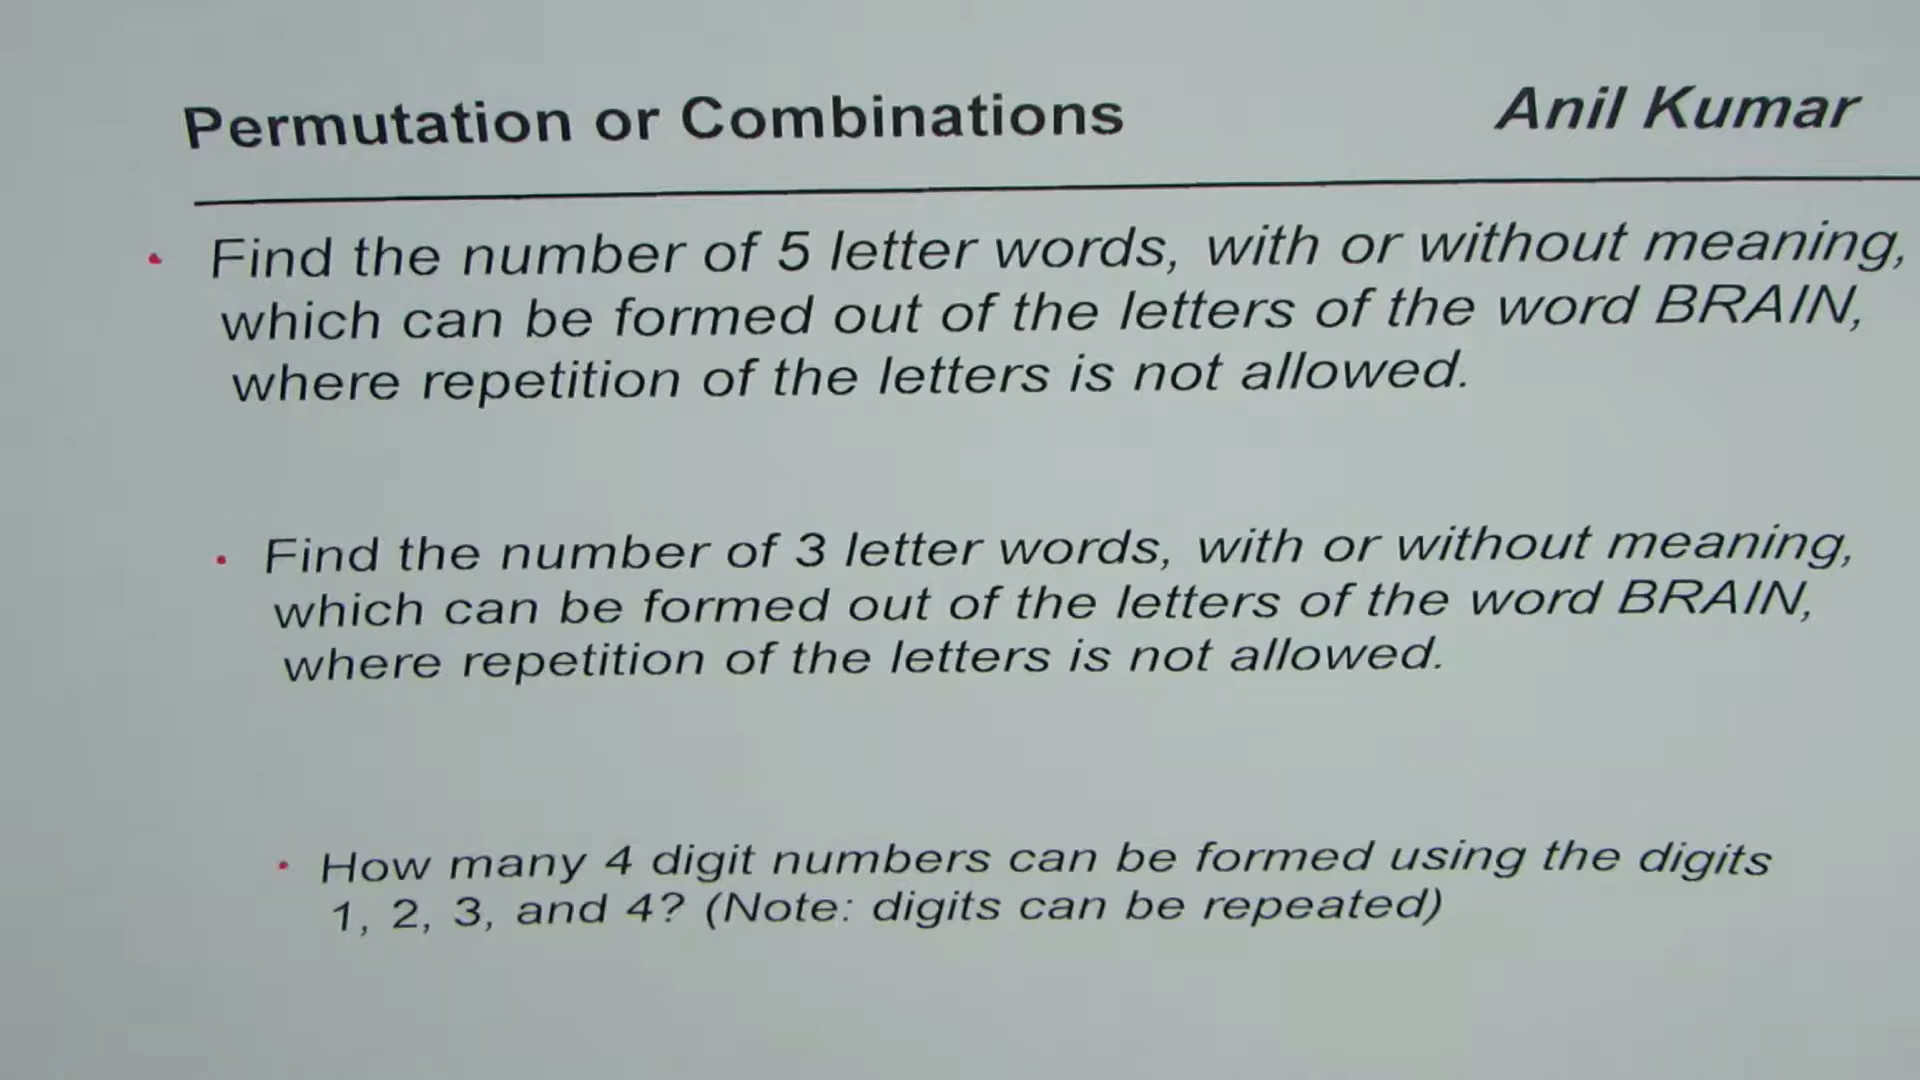 Permutation or Combinations
Anil Kumar
• Find the number of 5 letter words, with or without meaning,
which can be formed out of the letters of the word BRAIN,
where repetition of the letters is not allowed.
• Find the number of 3 letter words, with or without meaning,
which can be formed out of the letters of the word BRAIN,
where repetition of the letters is not allowed.
• How many 4 digit numbers can be formed using the digits
1, 2, 3, and 4? (Note: digits can be repeated)